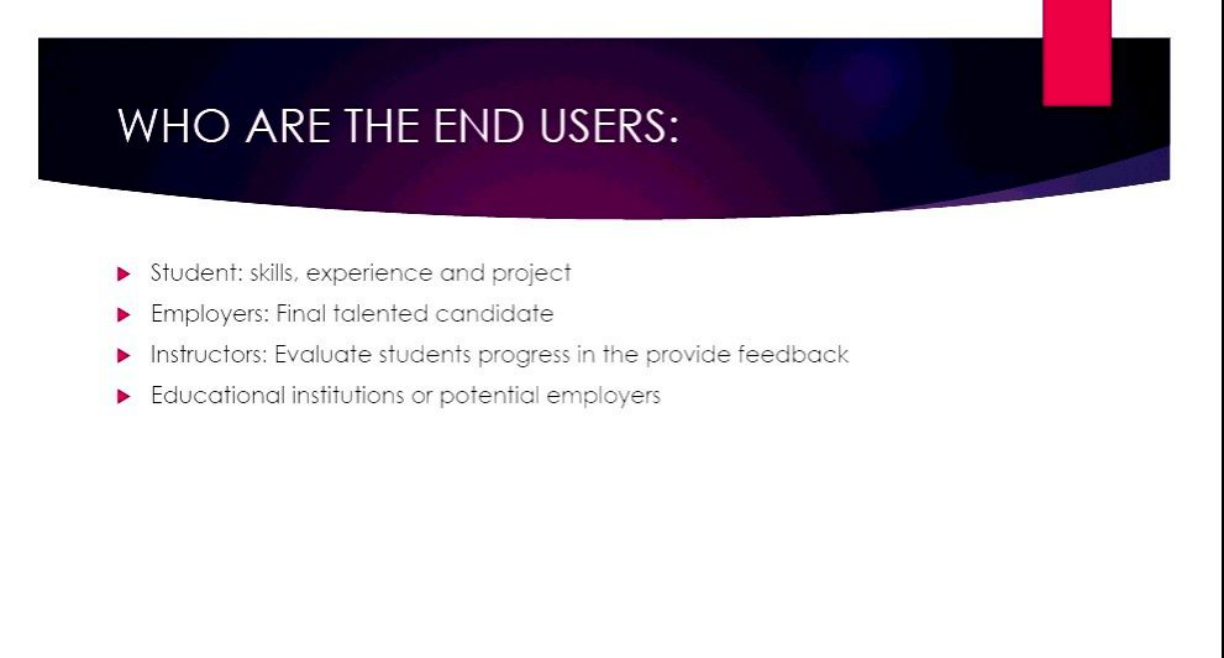 WHO ARE THE END USERS:
Student: skills, experience and project
Employers: Final talented candidate
Instructors: Evaluate students progress in the provide feedback
Educational institutions or potential employers